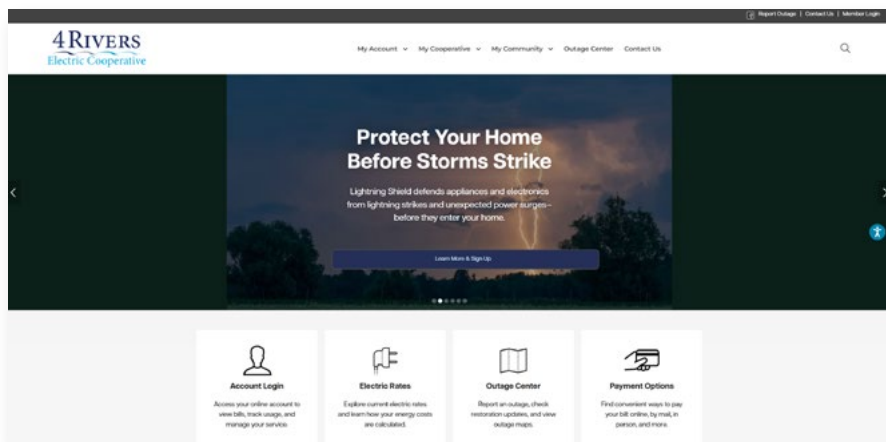 Report Outage | Contact Us | Member Login
4RIVERS
Electric Cooperative
My Account My Cooperative My Community Outage Center Contact Us
Protect Your Home
Before Storms Strike
Lightning Shield defends appliances and electronics
from lightning strikes and unexpected power surges—
before they enter your home.
Learn More & Sign Up
Account Login
Access your online account to
view bills, track usage, and
manage your service.
Electric Rates
Explore current electric rates
and learn how your energy costs
are calculated.
Outage Center
Report an outage, check
restoration updates, and view
outage maps.
Payment Options
Find convenient ways to pay
your bill online, by mail, in
person, and more.